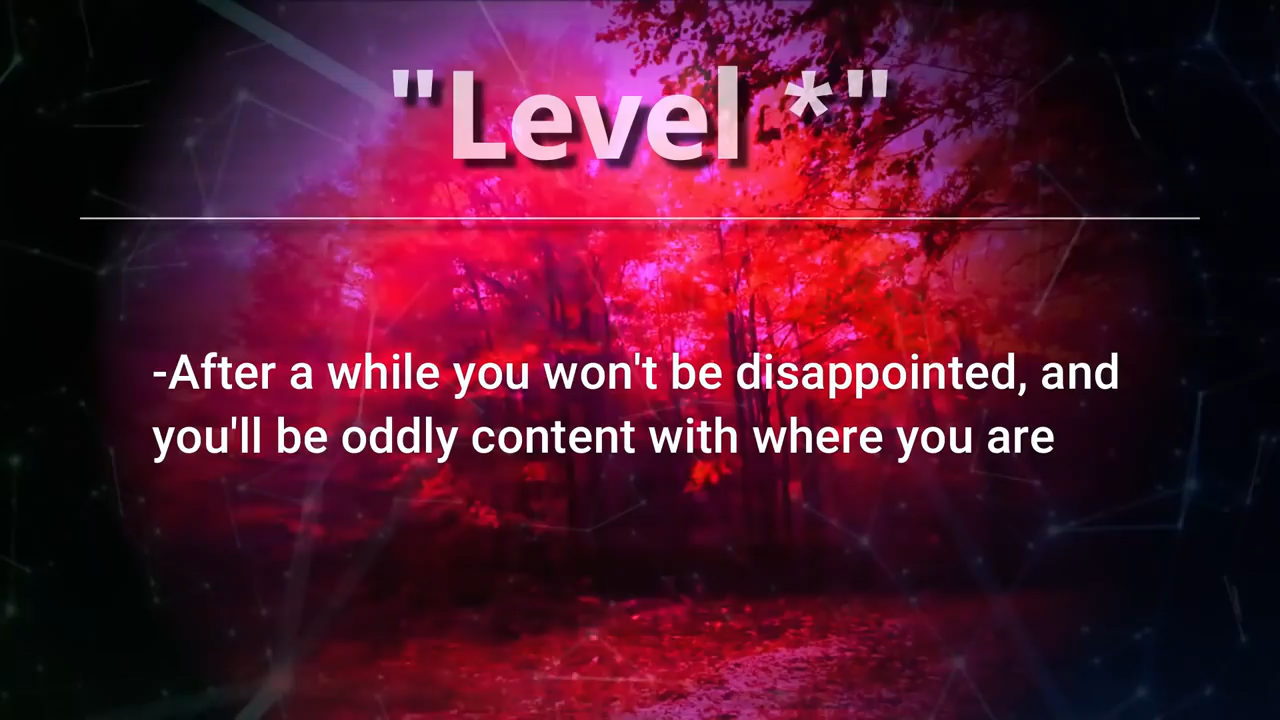 "Level *"
-After a while you won't be disappointed, and
you'll be oddly content with where you are